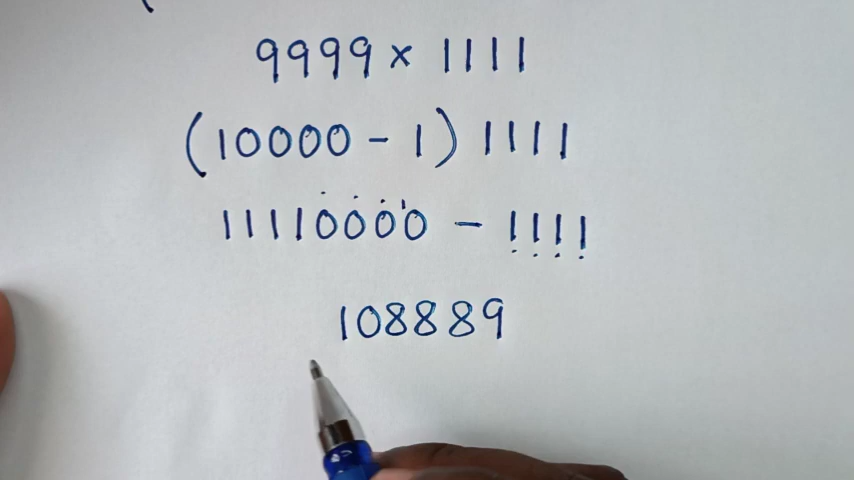 9999 × 1111
(10000 - 1) 1111
11110000 - 1111
108889